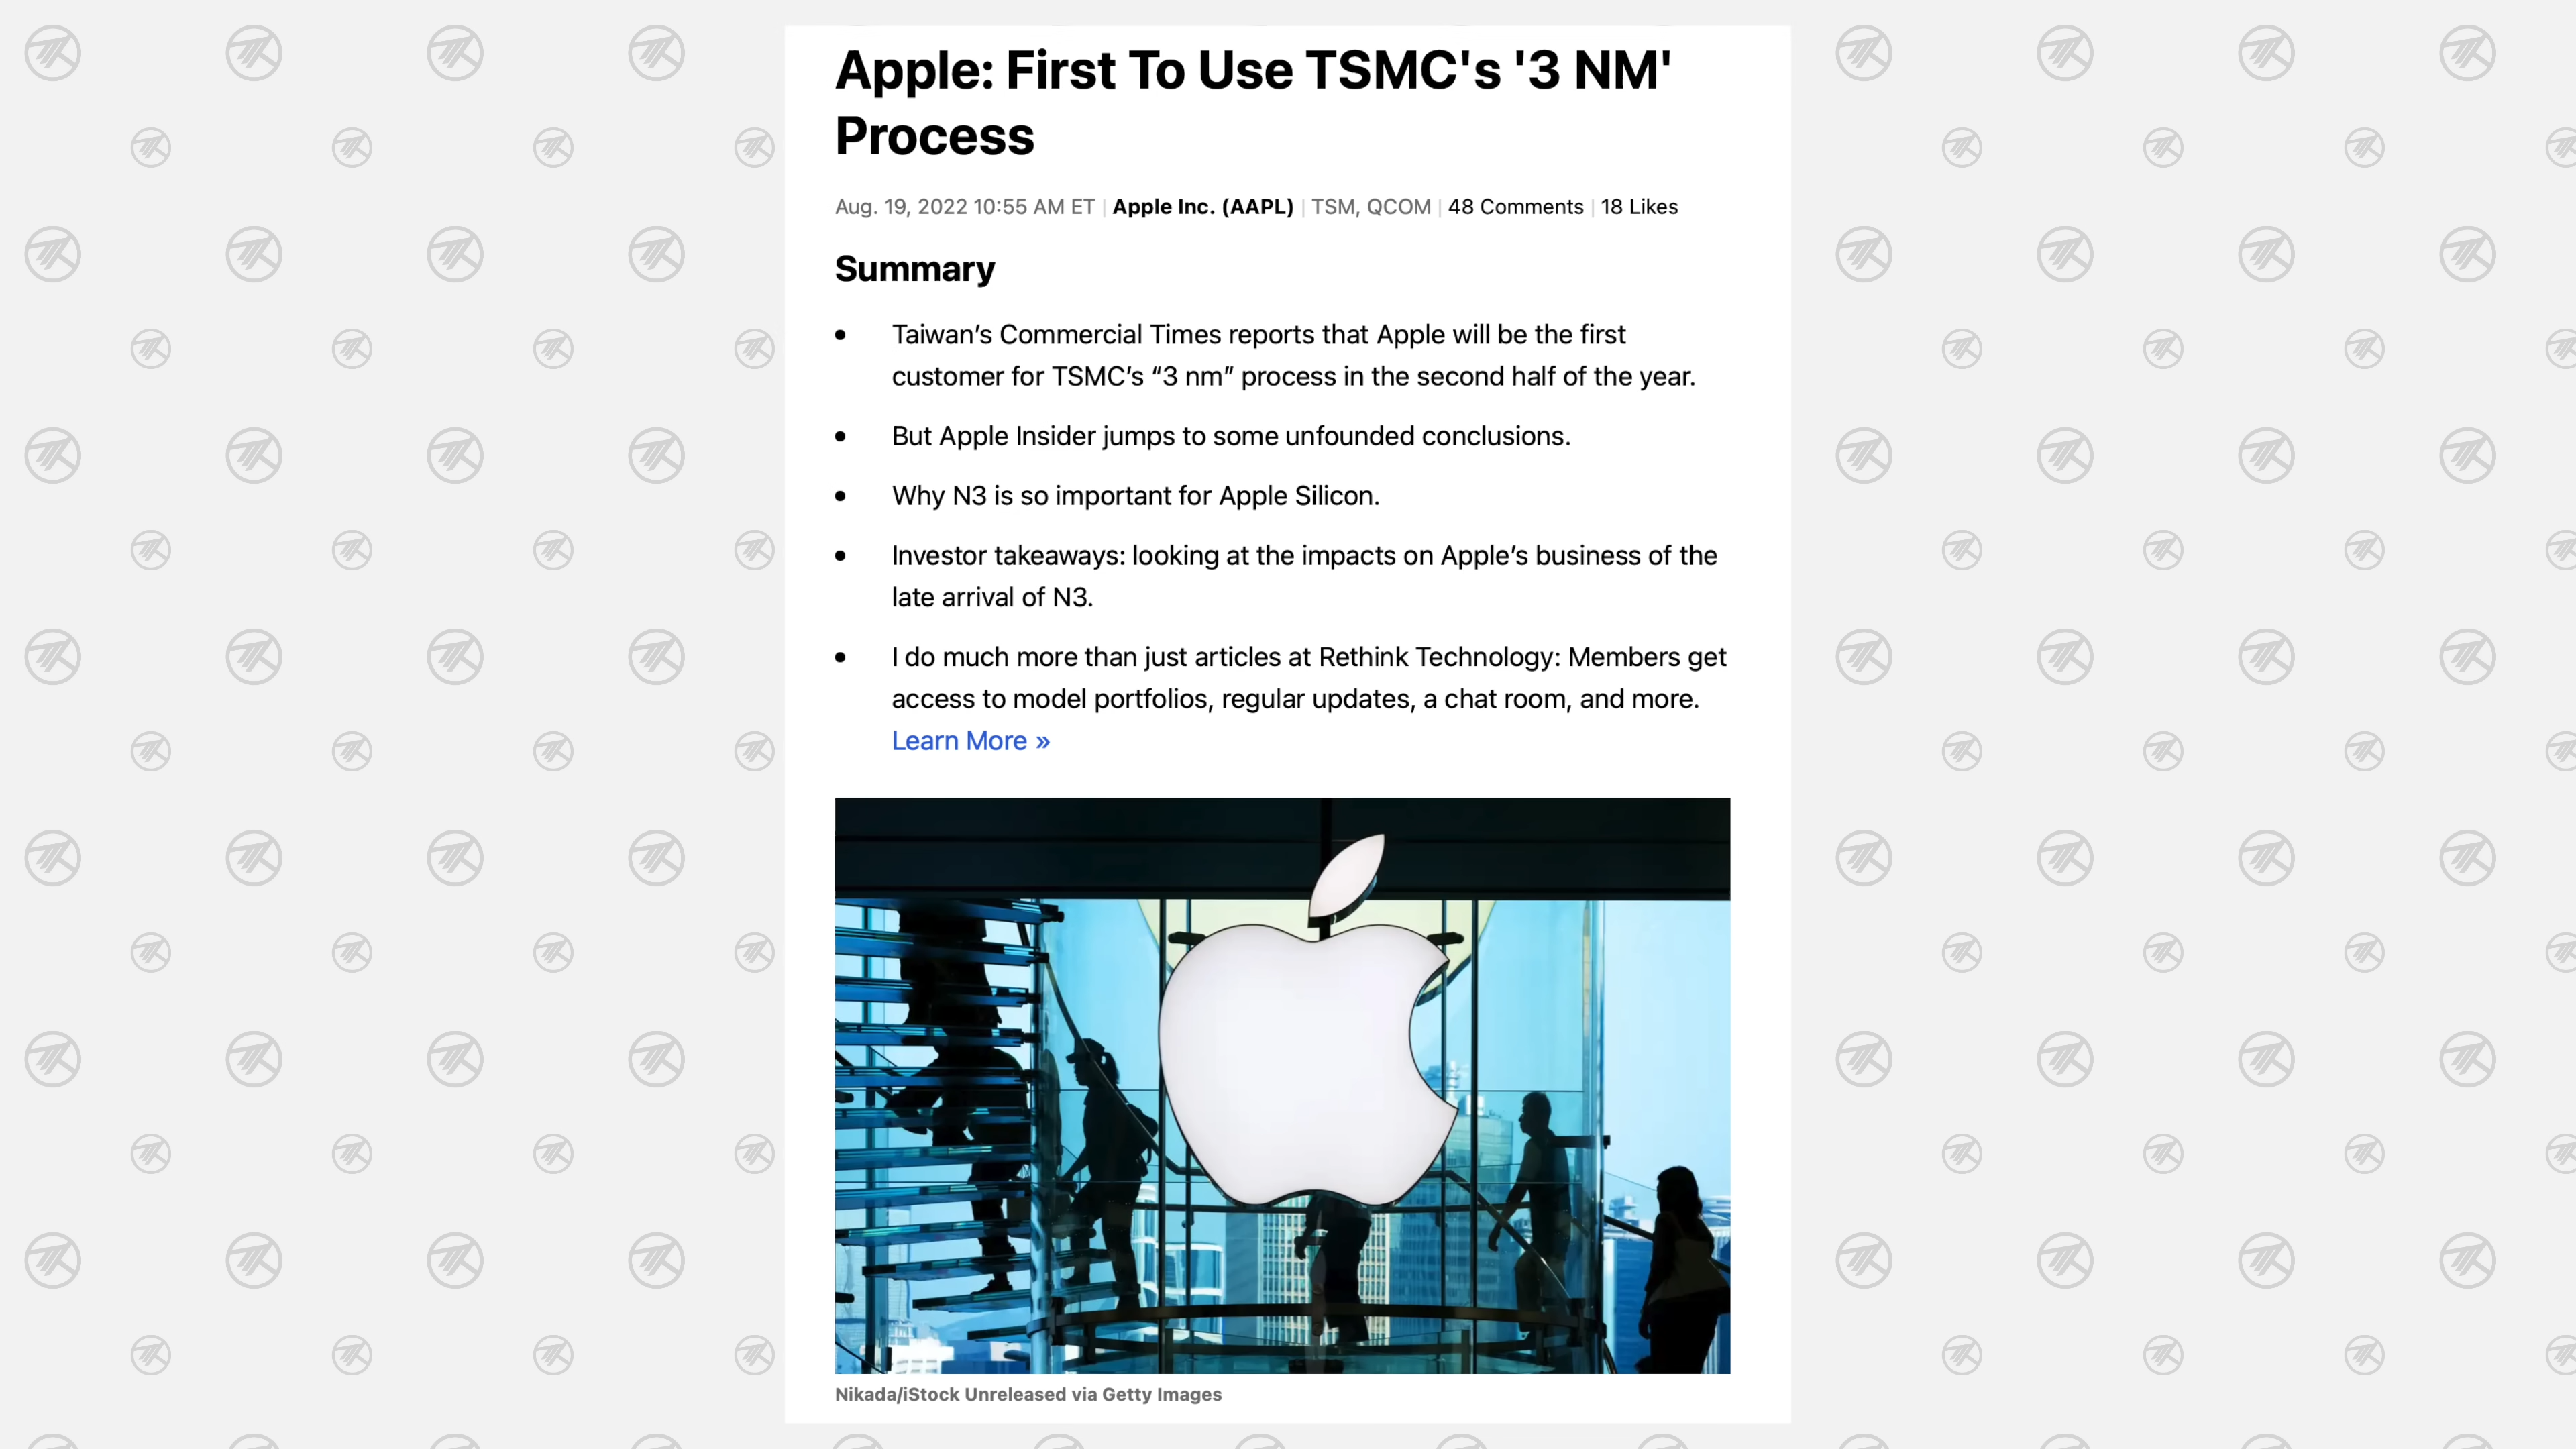 Apple: First To Use TSMC's '3 NM'
Process
Aug. 19, 2022 10:55 AM ET | Apple Inc. (AAPL) | TSM, QCOM | 48 Comments | 18 Likes
Summary
• Taiwan’s Commercial Times reports that Apple will be the first
customer for TSMC’s “3 nm” process in the second half of the year.
• But Apple Insider jumps to some unfounded conclusions.
• Why N3 is so important for Apple Silicon.
• Investor takeaways: looking at the impacts on Apple’s business of the
late arrival of N3.
• I do much more than just articles at Rethink Technology: Members get
access to model portfolios, regular updates, a chat room, and more.
Learn More »
Nikada/iStock Unreleased via Getty Images